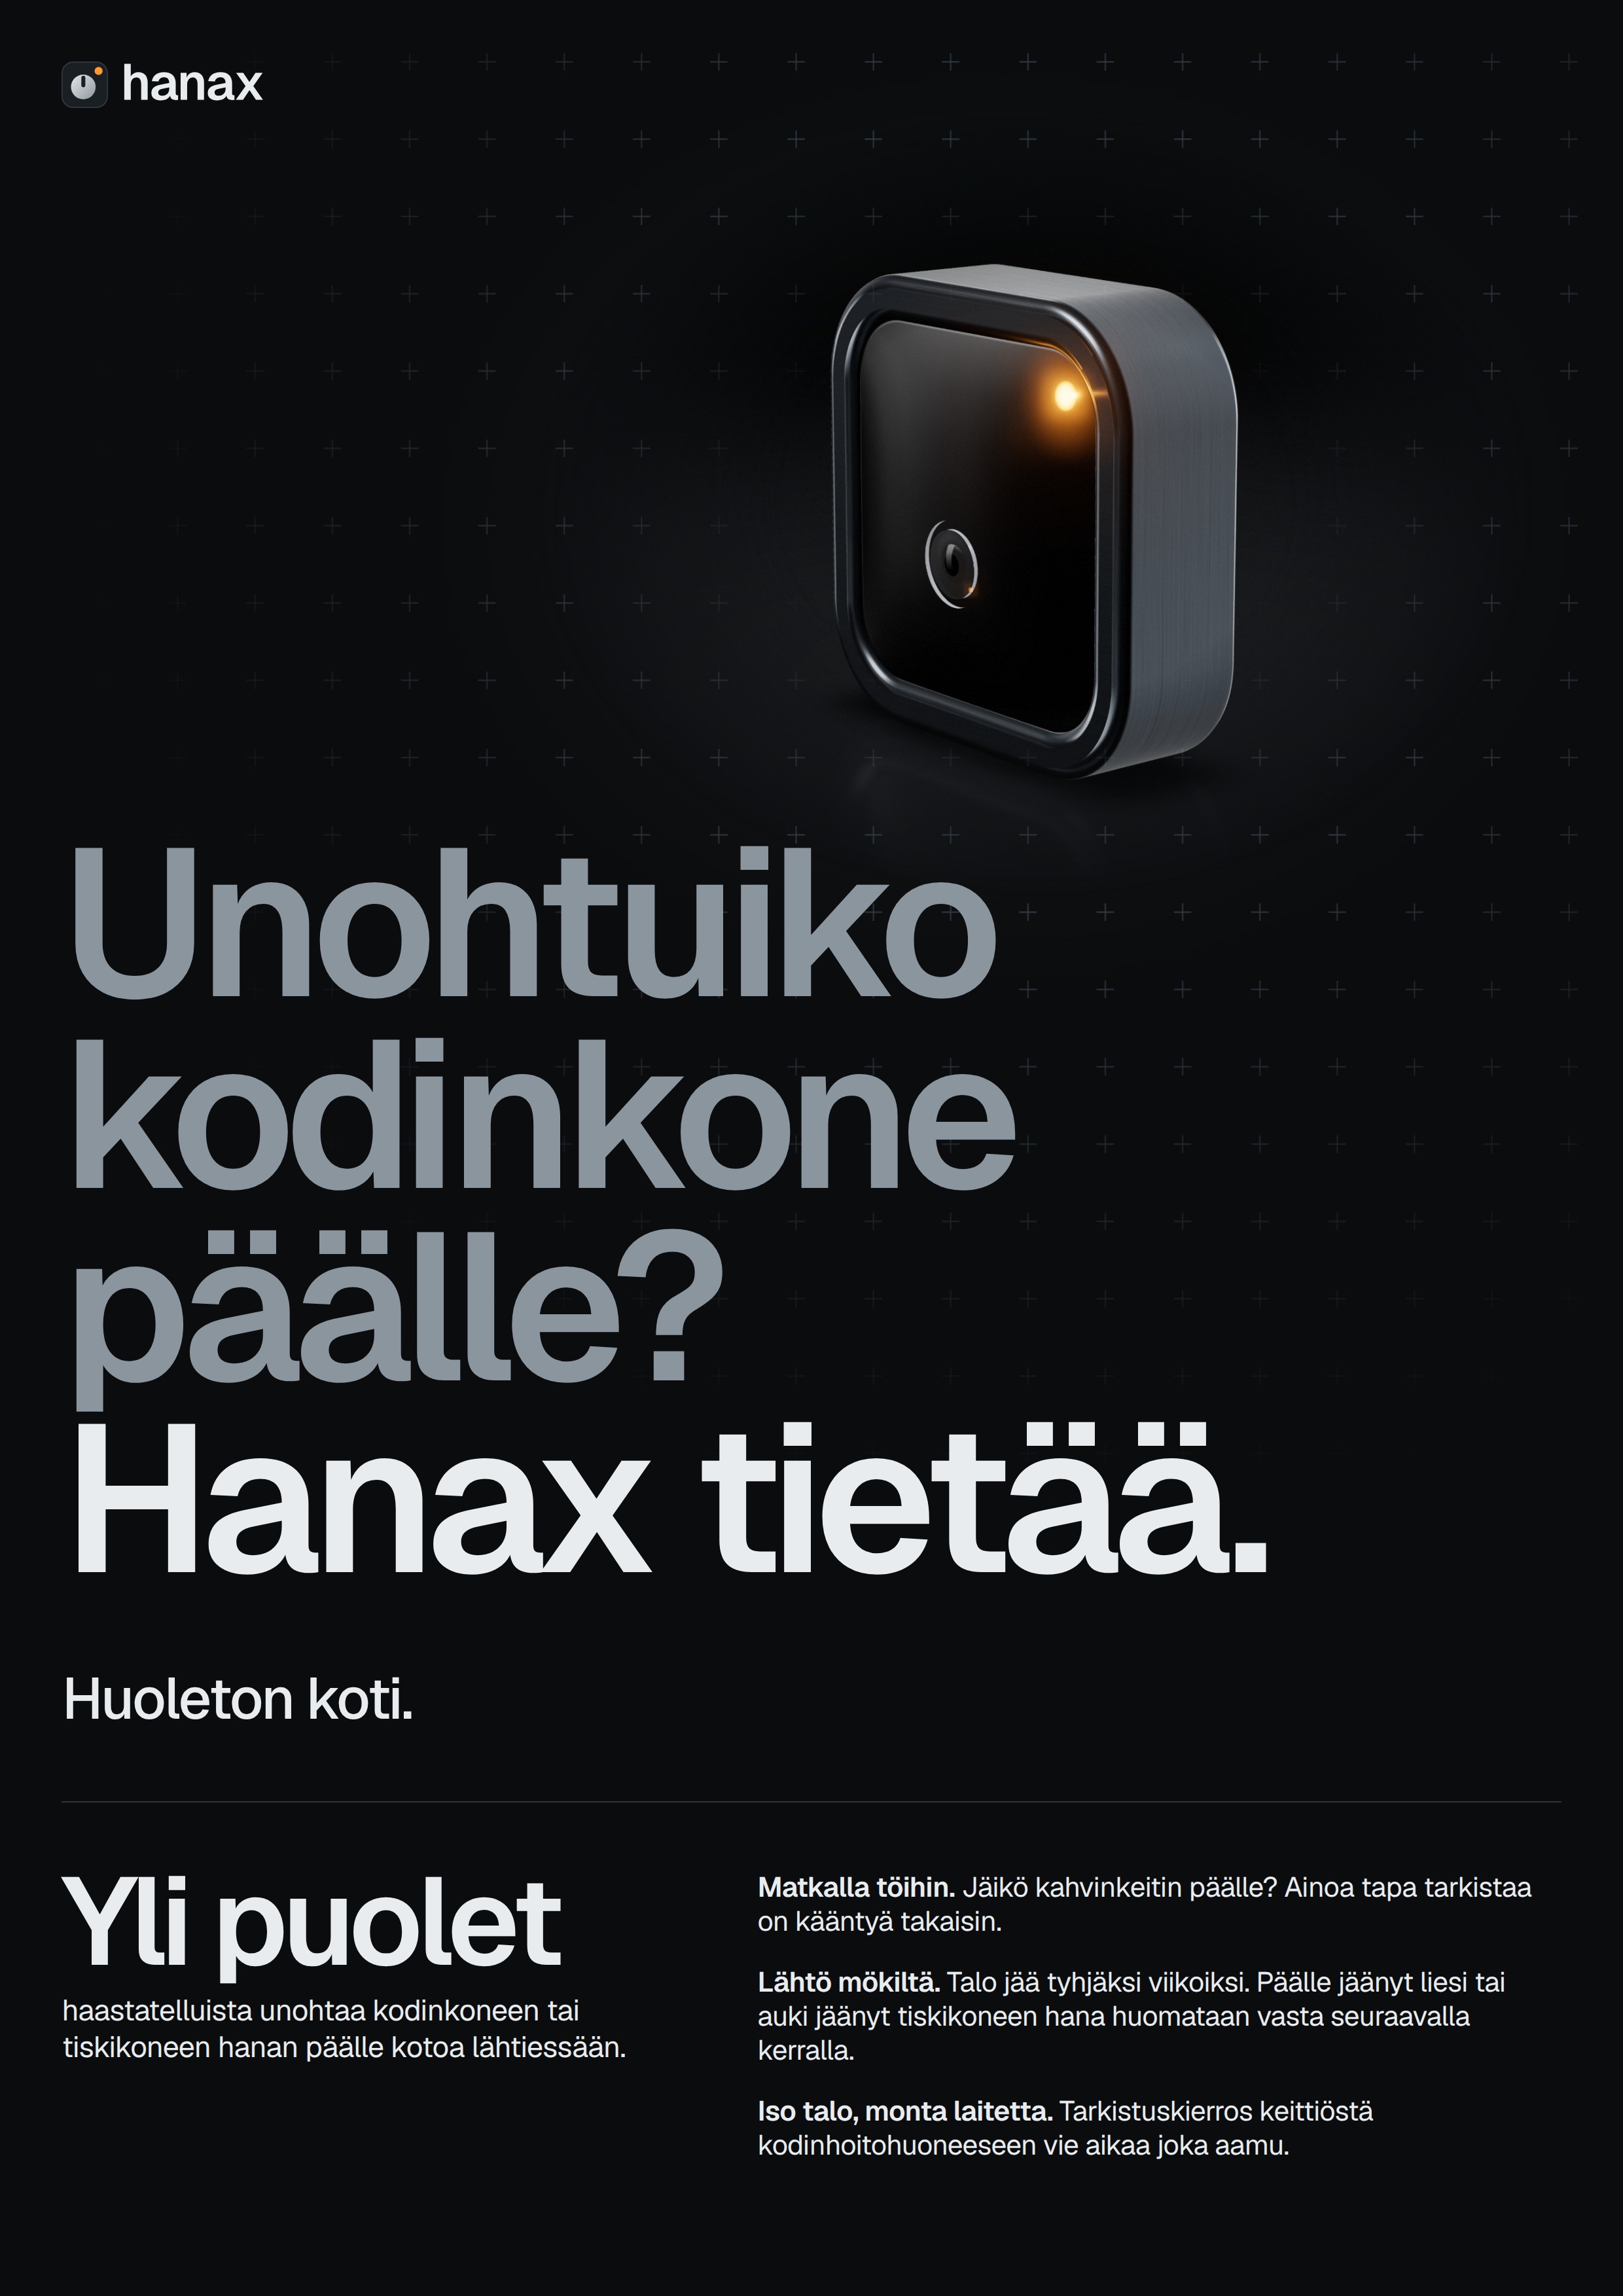 hanax
Unohtuiko
kodinkone
päälle?
Hanax tietää.
Huoleton koti.
Yli puolet
haastatelluista unohtaa kodinkoneen tai
tiskikoneen hanan päälle kotoa lähtiessään.
Matkalla töihin. Jäikö kahvinkeitin päälle? Ainoa tapa tarkistaa
on kääntyä takaisin.
Lähtö mökiltä. Talo jää tyhjäksi viikoiksi. Päälle jäänyt liesi tai
auki jäänyt tiskikoneen hana huomataan vasta seuraavalla
kerralla.
Iso talo, monta laitetta. Tarkistuskierros keittiöstä
kodinhoitohuoneeseen vie aikaa joka aamu.